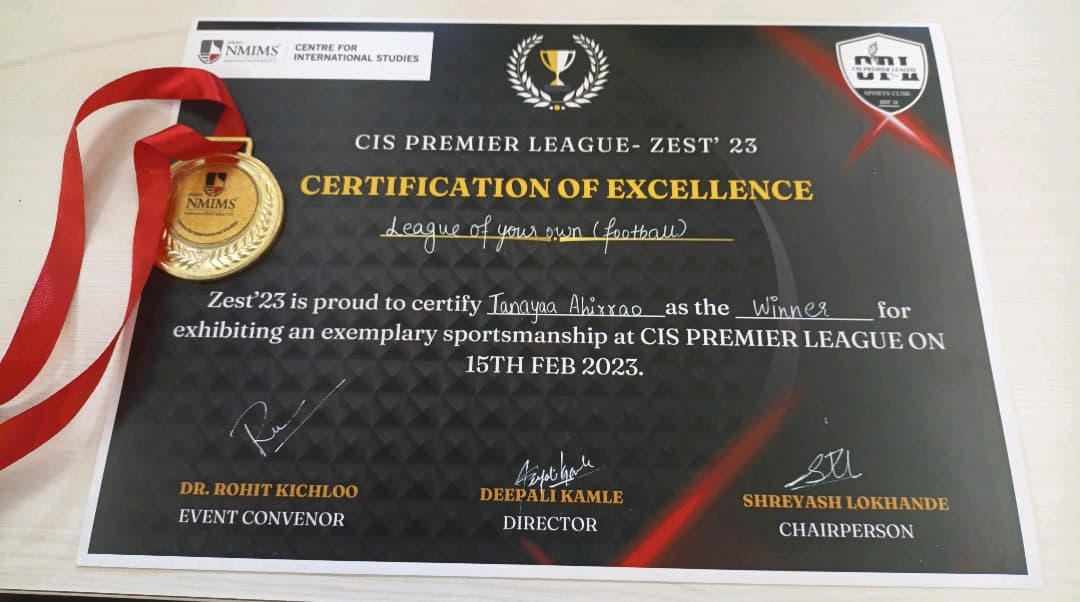 SVKM'S
NMIMS
CENTRE FOR
INTERNATIONAL STUDIES
CPL
CIS PREMIER LEAGUE
SPORTS CLUB
CIS PREMIER LEAGUE- ZEST' 23
CERTIFICATION OF EXCELLENCE
League of your own (football)
Zest'23 is proud to certify Tanayaa Ahirrao as the Winner for
exhibiting an exemplary sportsmanship at CIS PREMIER LEAGUE ON
15TH FEB 2023.
NMIMS
DR. ROHIT KICHLOO
EVENT CONVENOR
DEEPALI KAMLE
DIRECTOR
SHREYASH LOKHANDE
CHAIRPERSON